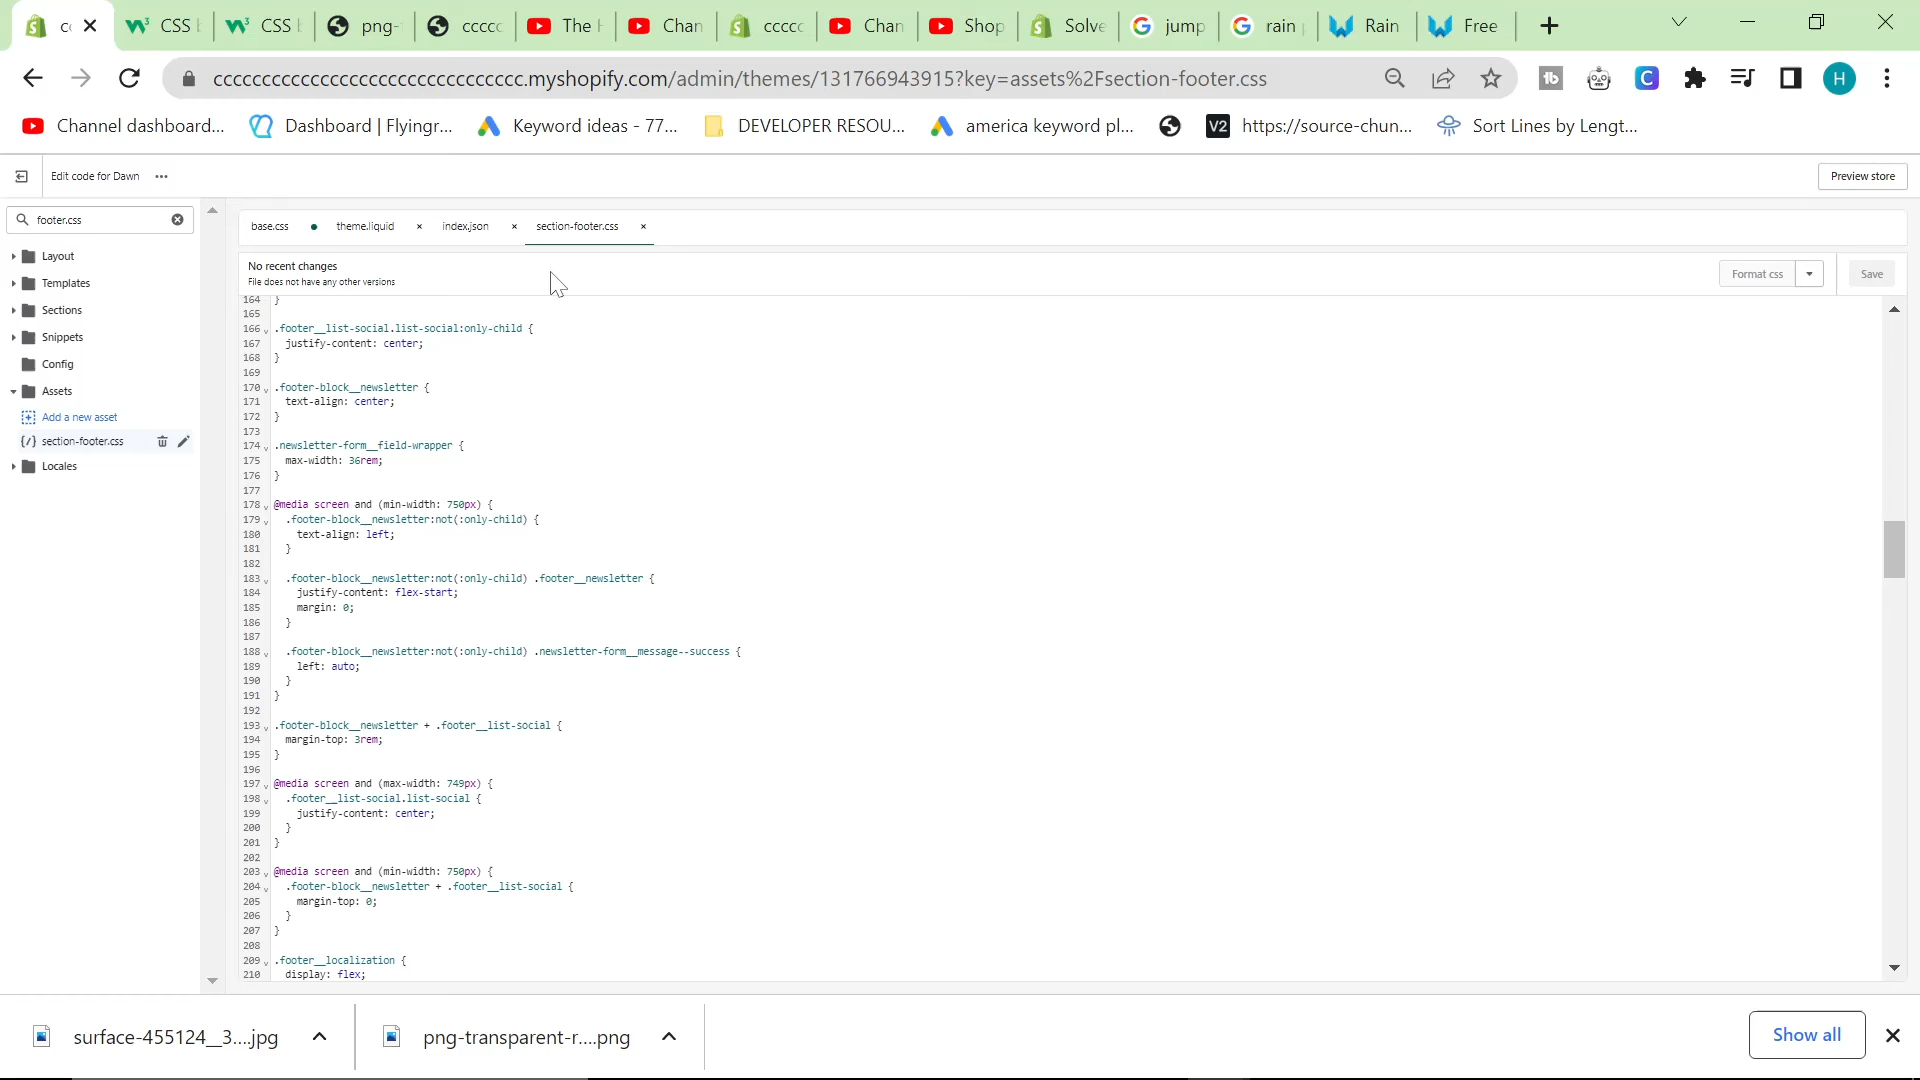 cc
CSS b
CSS b
png-
ccccc
The H
Chan
ccccc
Chan
Shop
Solve
jump
rain
Rain
Free
cccccccccccccccccccccccccccccccc.myshopify.com/admin/themes/131766943915?key=assets%2Fsection-footer.css
H
Channel dashboard...
Dashboard | Flyingr...
Keyword ideas - 77...
DEVELOPER RESOU...
america keyword pl...
V2
https://source-chun...
Sort Lines by Lengt...
Edit code for Dawn
Preview store
footer.css
Layout
Templates
Sections
Snippets
Config
Assets
Add a new asset
{/} section-footer.css
Locales
base.css
theme.liquid
index.json
section-footer.css
No recent changes
File does not have any other versions
Format css
Save
164 }
165
166 .footer__list-social.list-social:only-child {
167 justify-content: center;
168 }
169
170 .footer-block__newsletter {
171 text-align: center;
172 }
173
174 .newsletter-form__field-wrapper {
175 max-width: 36rem;
176 }
177
178 @media screen and (min-width: 750px) {
179 .footer-block__newsletter:not(:only-child) {
180 text-align: left;
181 }
182
183 .footer-block__newsletter:not(:only-child) .footer__newsletter {
184 justify-content: flex-start;
185 margin: 0;
186 }
187
188 .footer-block__newsletter:not(:only-child) .newsletter-form__message--success {
189 left: auto;
190 }
191 }
192
193 .footer-block__newsletter + .footer__list-social {
194 margin-top: 3rem;
195 }
196
197 @media screen and (max-width: 749px) {
198 .footer__list-social.list-social {
199 justify-content: center;
200 }
201 }
202
203 @media screen and (min-width: 750px) {
204 .footer-block__newsletter + .footer__list-social {
205 margin-top: 0;
206 }
207 }
208
209 .footer__localization {
210 display: flex;
surface-455124__3....jpg
png-transparent-r....png
Show all